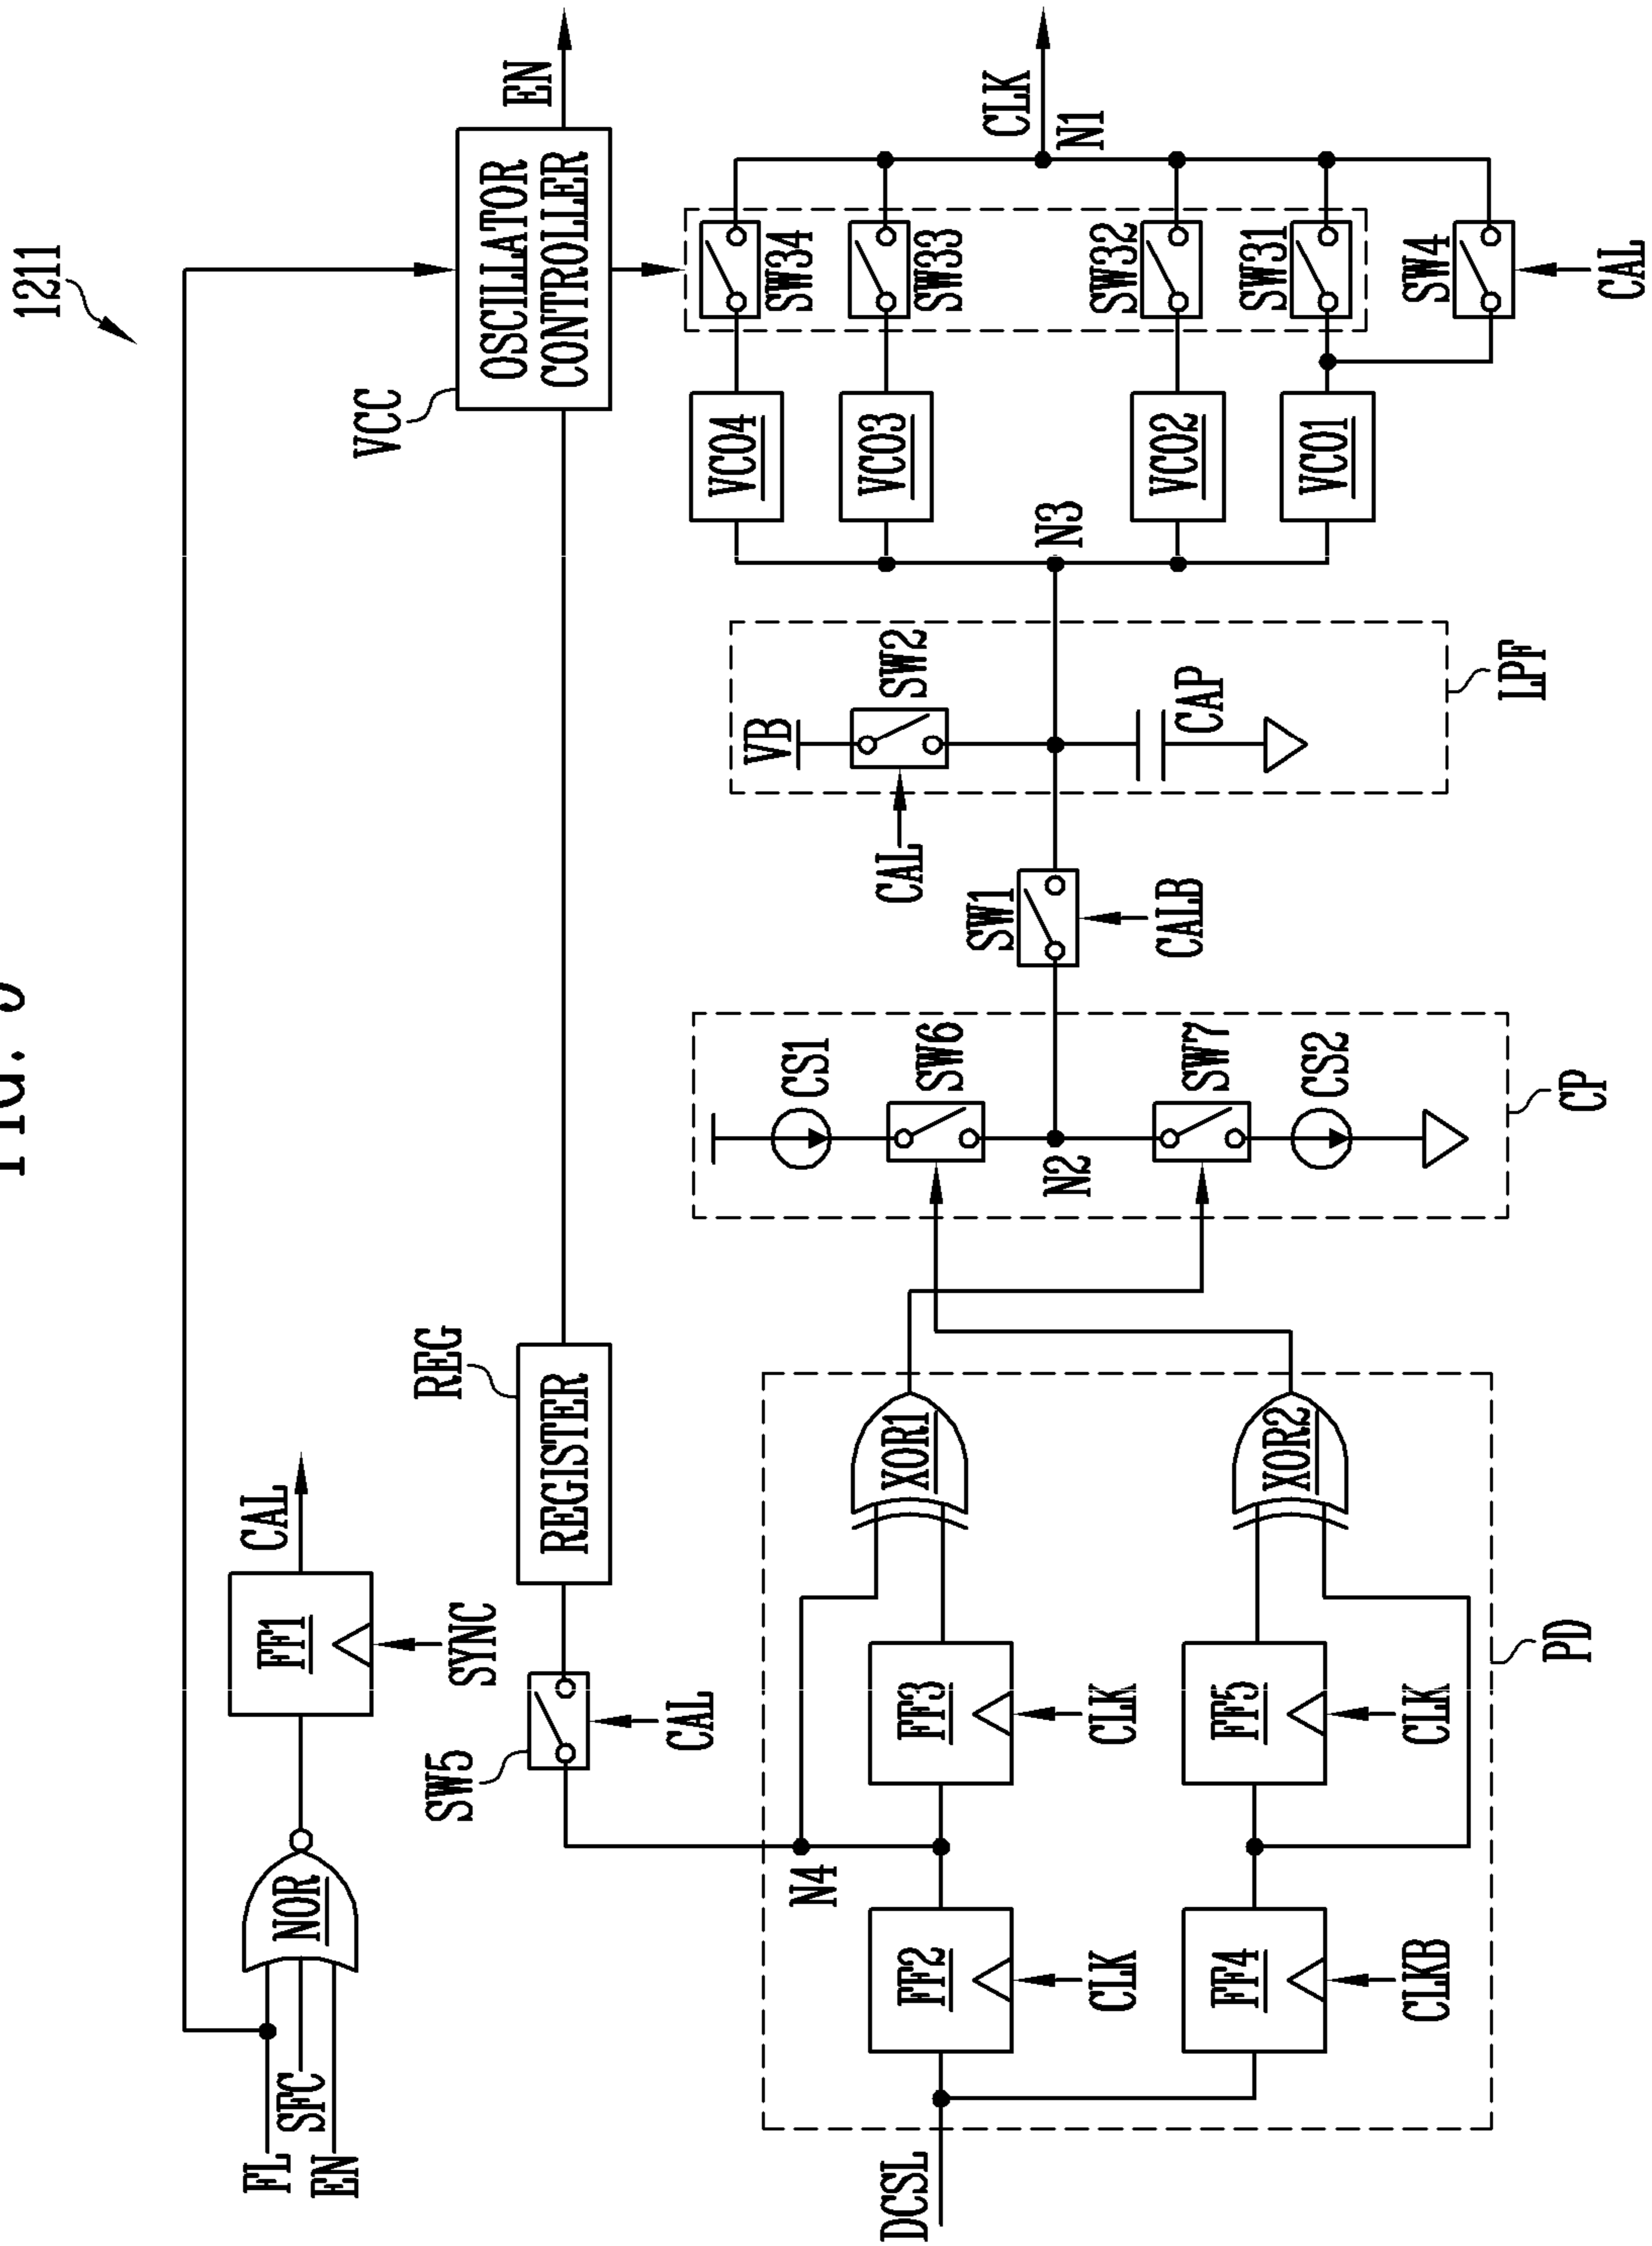 FIG. 9
1211
FL
SFC
EN
NOR
FF1
SYNC
CAL
VCC
OSCILLATOR
CONTROLLER
EN
SW5
CAL
REG
REGISTER
DCSL
N4
FF2
CLK
FF3
CLK
XOR1
FF4
CLKB
FF5
CLK
XOR2
PD
CS1
SW6
N2
SW7
CS2
CP
SW1
CALB
VB
SW2
CAL
CAP
LPF
N3
VCO4
VCO3
VCO2
VCO1
SW34
SW33
SW32
SW31
SW4
CAL
CLK
N1